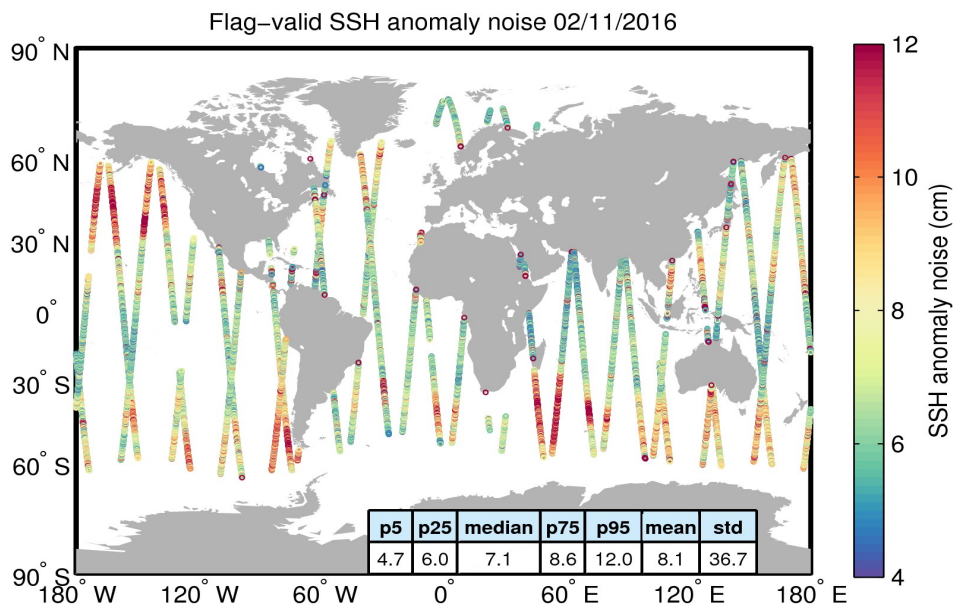 Flag−valid SSH anomaly noise 02/11/2016
90° N
60° N
30° N
0°
30° S
60° S
90° S
180° W 120° W 60° W 0° 60° E 120° E 180° E
p5 p25 median p75 p95 mean std
4.7 6.0 7.1 8.6 12.0 8.1 36.7
12
10
8
6
4
SSH anomaly noise (cm)